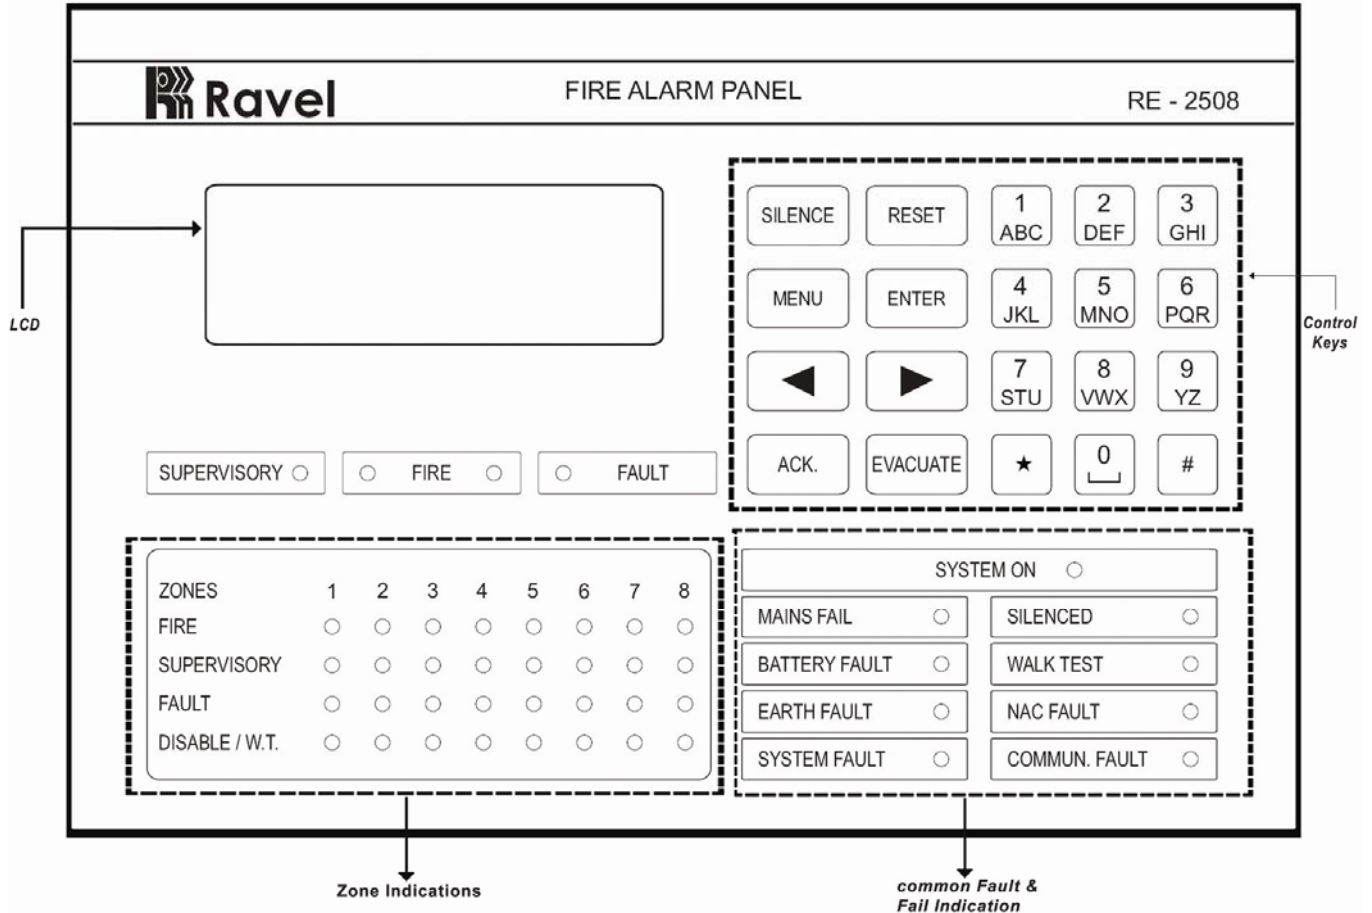 Ravel
FIRE ALARM PANEL
RE - 2508
LCD
SILENCE RESET 1 ABC 2 DEF 3 GHI
MENU ENTER 4 JKL 5 MNO 6 PQR
7 STU 8 VWX 9 YZ
ACK. EVACUATE ★ 0 #
Control
Keys
SUPERVISORY FIRE FAULT
ZONES 1 2 3 4 5 6 7 8
FIRE
SUPERVISORY
FAULT
DISABLE / W.T.
SYSTEM ON
MAINS FAIL SILENCED
BATTERY FAULT WALK TEST
EARTH FAULT NAC FAULT
SYSTEM FAULT COMMUN. FAULT
Zone Indications
common Fault &
Fail Indication